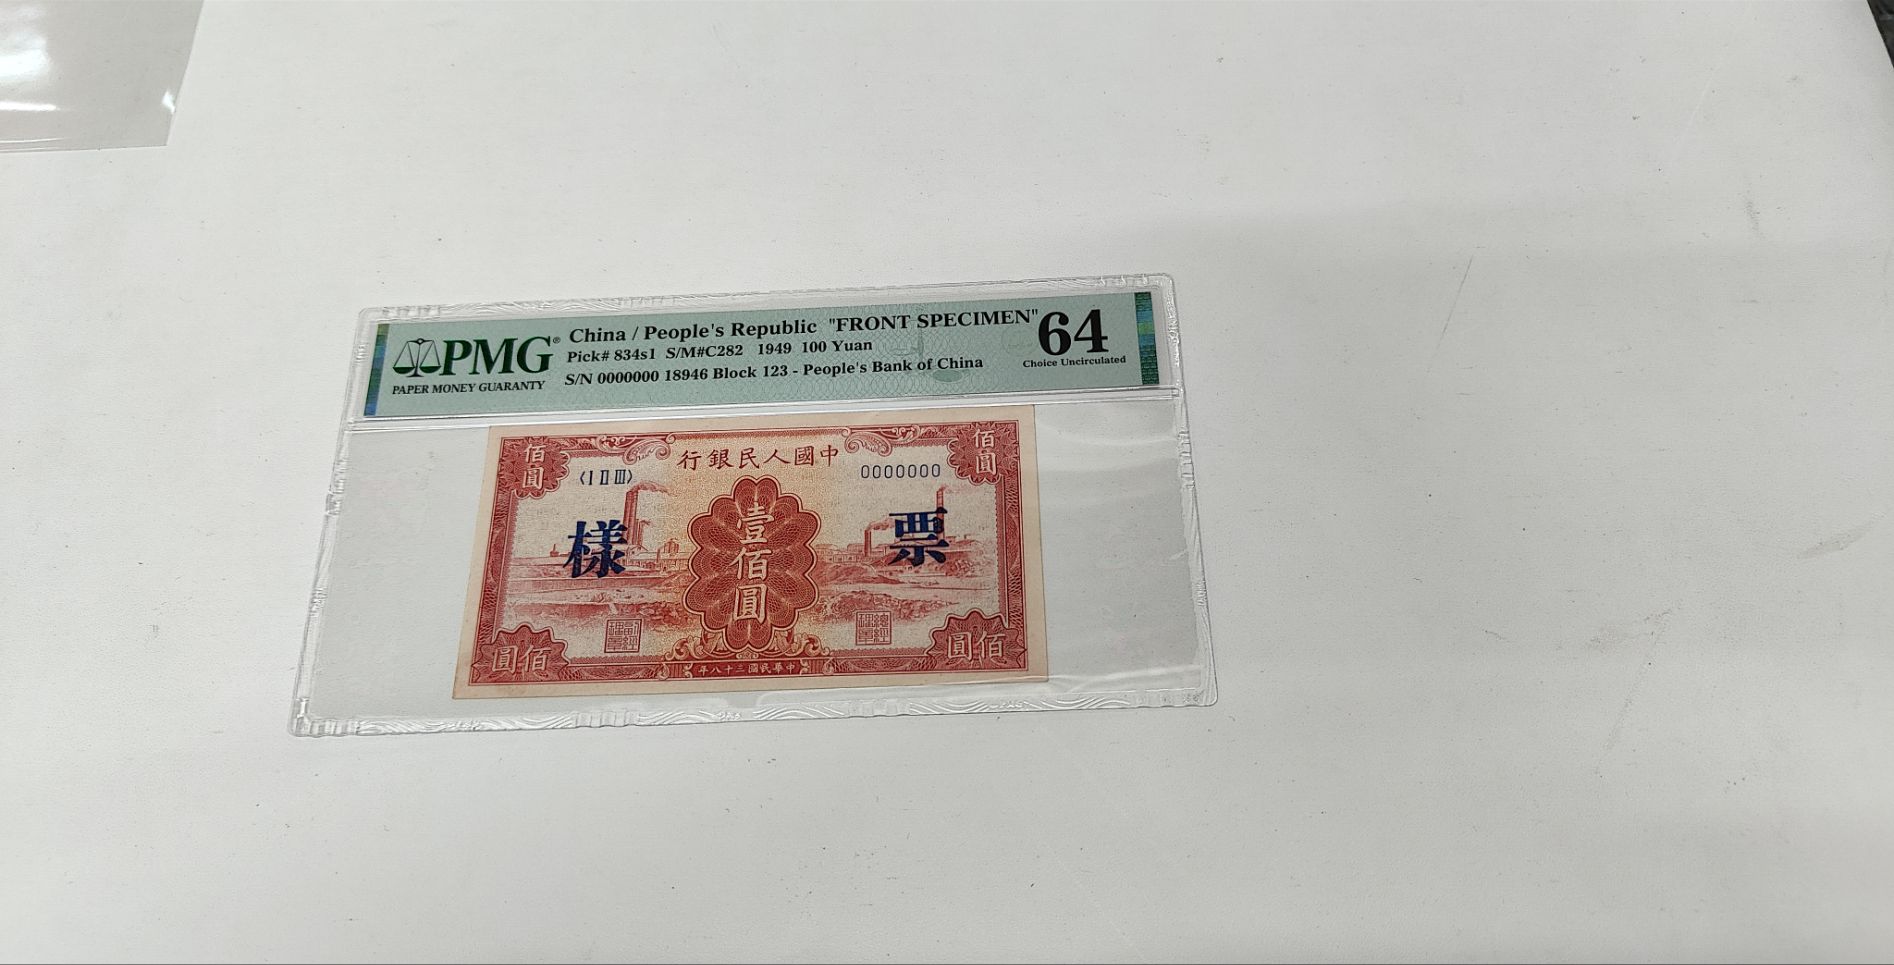 PMG®
PAPER MONEY GUARANTY
China / People's Republic "FRONT SPECIMEN"
Pick# 834s1 S/M#C282 1949 100 Yuan
S/N 0000000 18946 Block 123 - People's Bank of China
64
Choice Uncirculated
佰圓
行銀民人國中
佰圓
〈I II III〉
0000000
樣
壹佰圓
票
圓佰
年八十三國民華中
圓佰